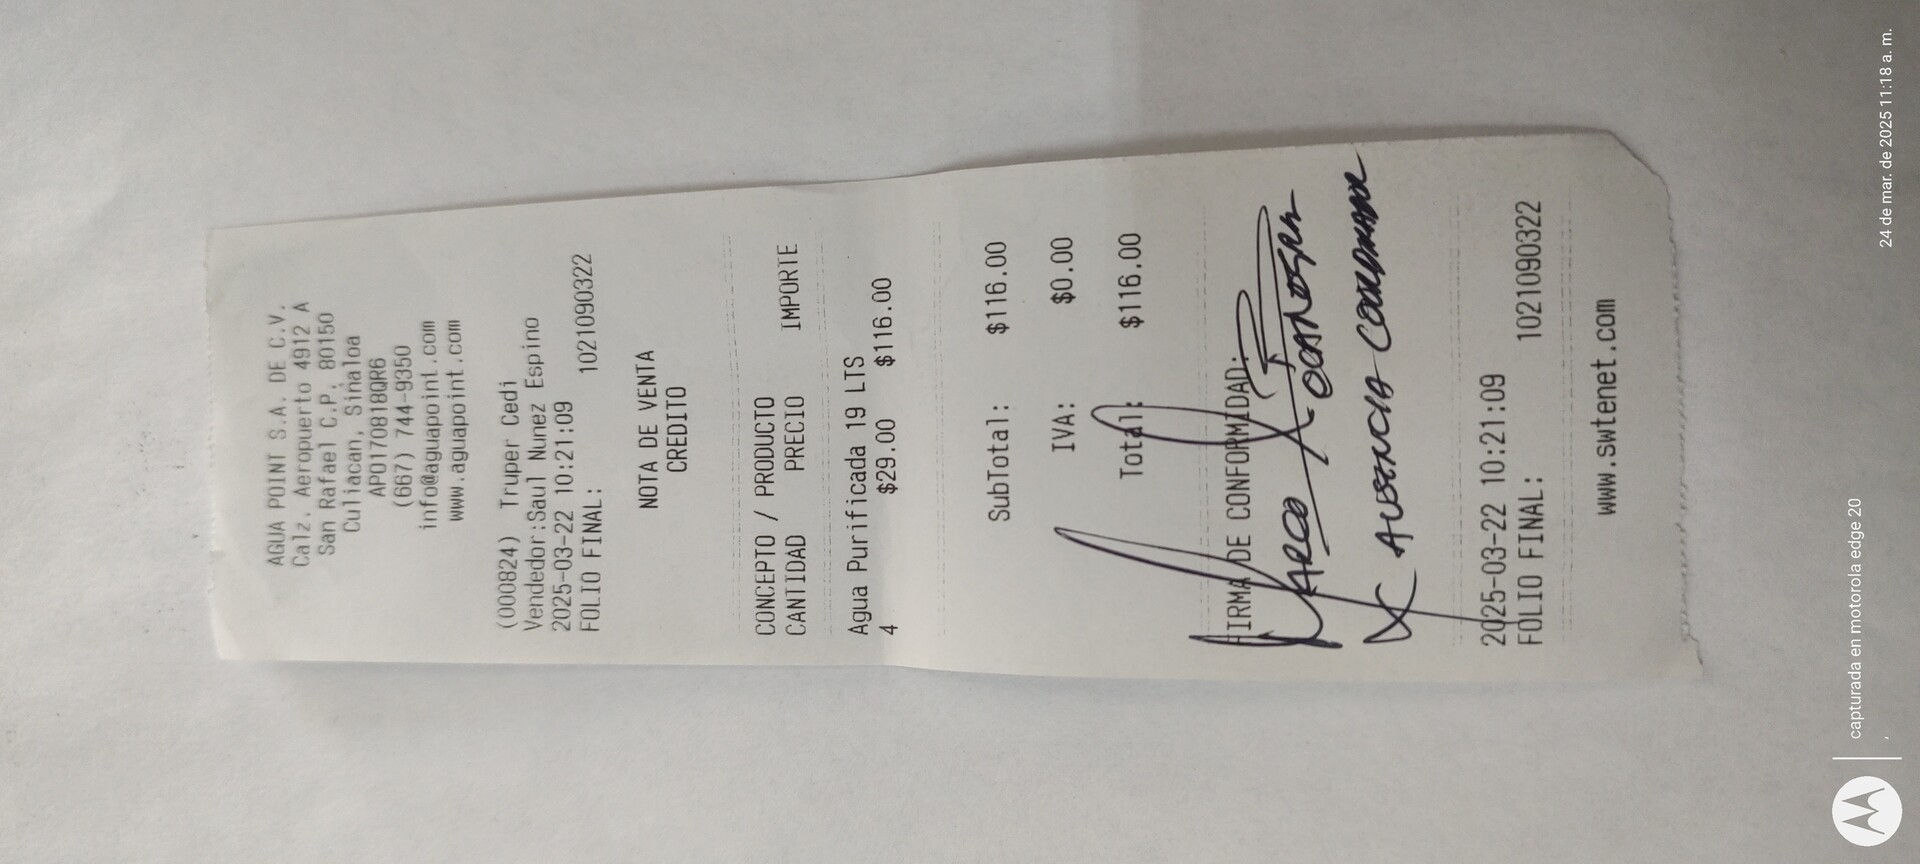 AGUA POINT S.A. DE C.V.
Calz. Aeropuerto 4912 A
San Rafael C.P. 80150
Culiacan, Sinaloa
APO170818QR6
(667) 744-9350
info@aguapoint.com
www.aguapoint.com
(000824) Truper Cedi
Vendedor:Saul Nunez Espino
2025-03-22 10:21:09
FOLIO FINAL: 1021090322
NOTA DE VENTA
CREDITO
CONCEPTO / PRODUCTO
CANTIDAD PRECIO IMPORTE
Agua Purificada 19 LTS
4 $29.00 $116.00
SubTotal: $116.00
IVA: $0.00
Total: $116.00
FIRMA DE CONFORMIDAD:
MARCO A.
AUSENCIO
2025-03-22 10:21:09
FOLIO FINAL: 1021090322
www.swtenet.com
capturada en motorola edge 20
24 de mar. de 2025 11:18 a. m.